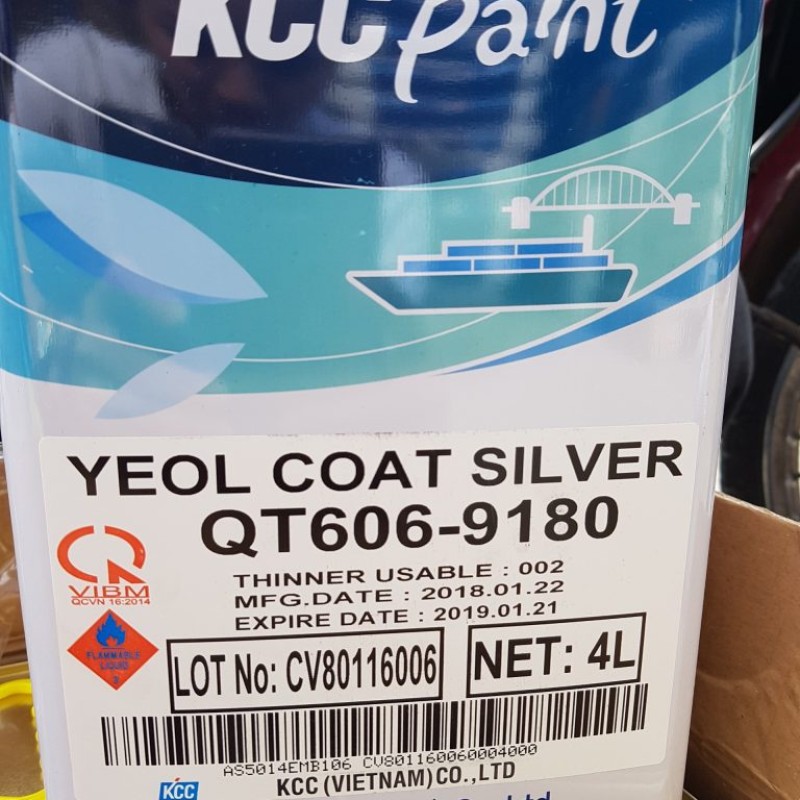 KCC paint
YEOL COAT SILVER
QT606-9180
THINNER USABLE : 002
MFG.DATE : 2018.01.22
EXPIRE DATE : 2019.01.21
VIBM
QCVN 16:2014
FLAMMABLE
LIQUID
3
LOT No: CV80116006
NET: 4L
AS5014EMB106 CV801160060004000
KCC (VIETNAM) CO.,LTD
KCC